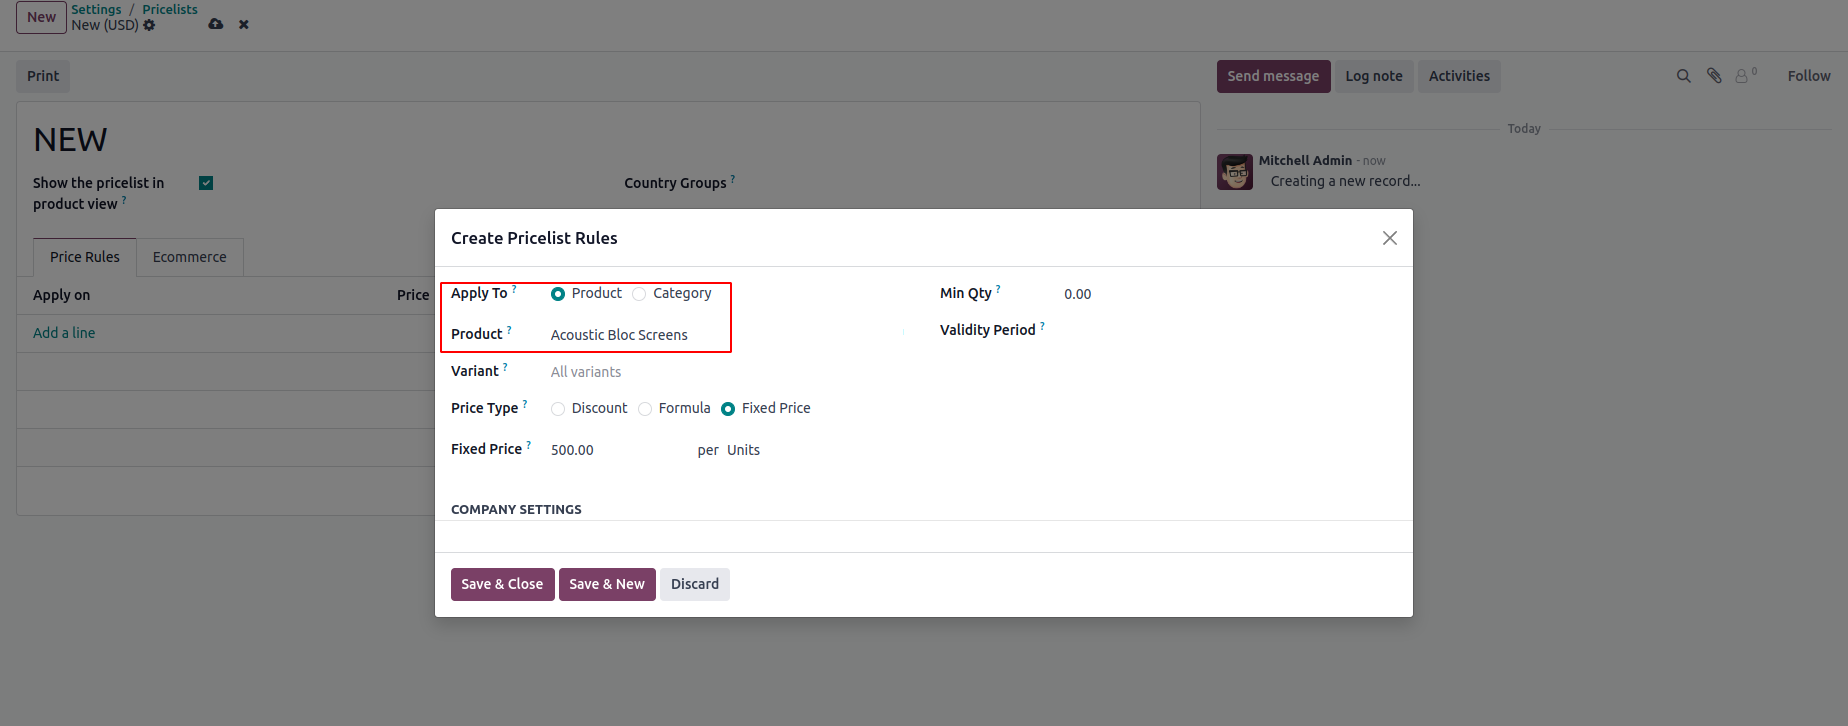 New
Settings / Pricelists
New (USD)
Print
Send message
Log note
Activities
0
Follow
NEW
Show the pricelist in
product view ?
Country Groups ?
Today
Mitchell Admin - now
Creating a new record...
Price Rules
Ecommerce
Apply on
Price
Add a line
Create Pricelist Rules
Apply To ? Product Category
Product ? Acoustic Bloc Screens
Variant ? All variants
Price Type ? Discount Formula Fixed Price
Fixed Price ? 500.00 per Units
Min Qty ? 0.00
Validity Period ?
COMPANY SETTINGS
Save & Close
Save & New
Discard